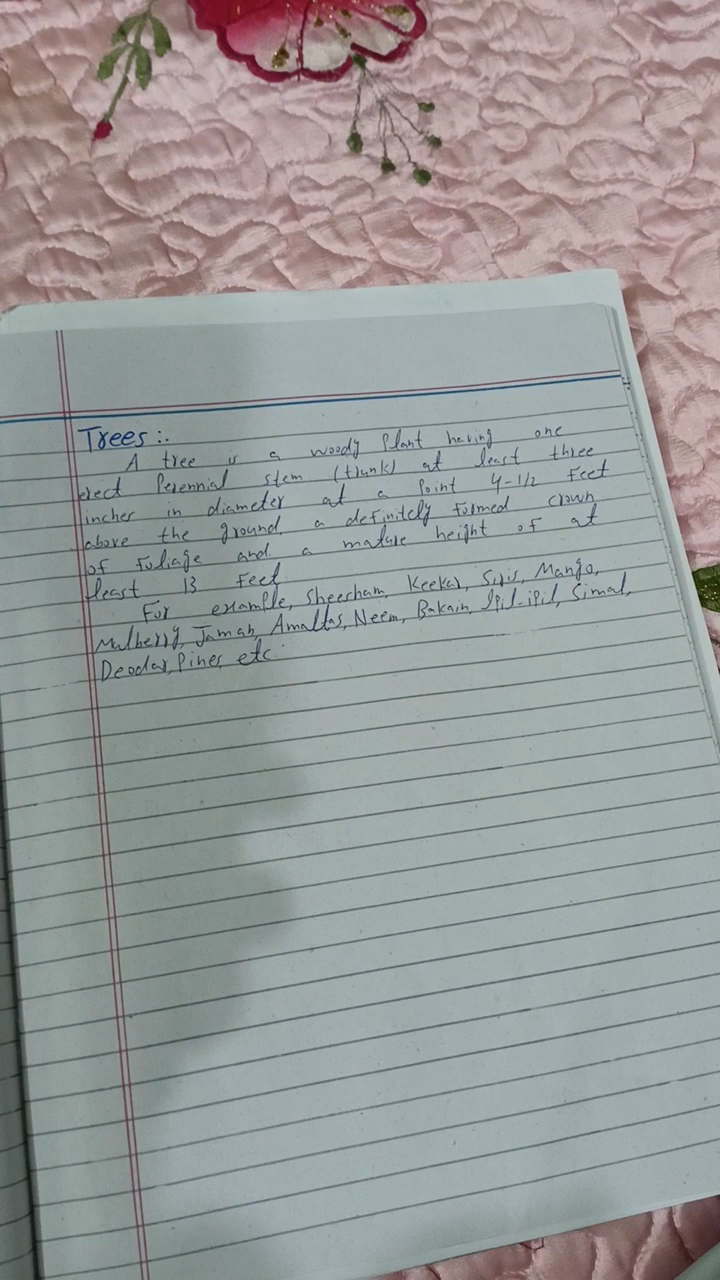 Trees :.
A tree is a woody Plant having one
erect Perennial stem (trunk) at least three
inches in diameter at a Point 4-1/2 Feet
above the ground, a definitely Formed crown
of Foliage and a mature height of at
least 13 Feet.
For example, Sheesham, Keekar, Siris, Mango,
Mulberry, Jaman, Amaltas, Neem, Bakain, Ipil-ipil, Simal,
Deodar, Pines, etc.